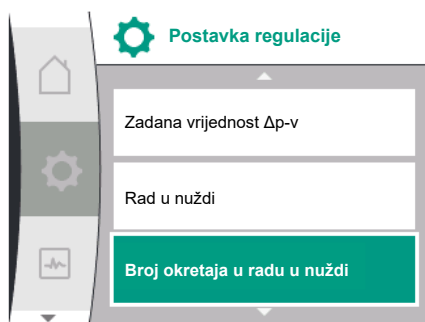 Postavka regulacije
Zadana vrijednost Δp-v
Rad u nuždi
Broj okretaja u radu u nuždi